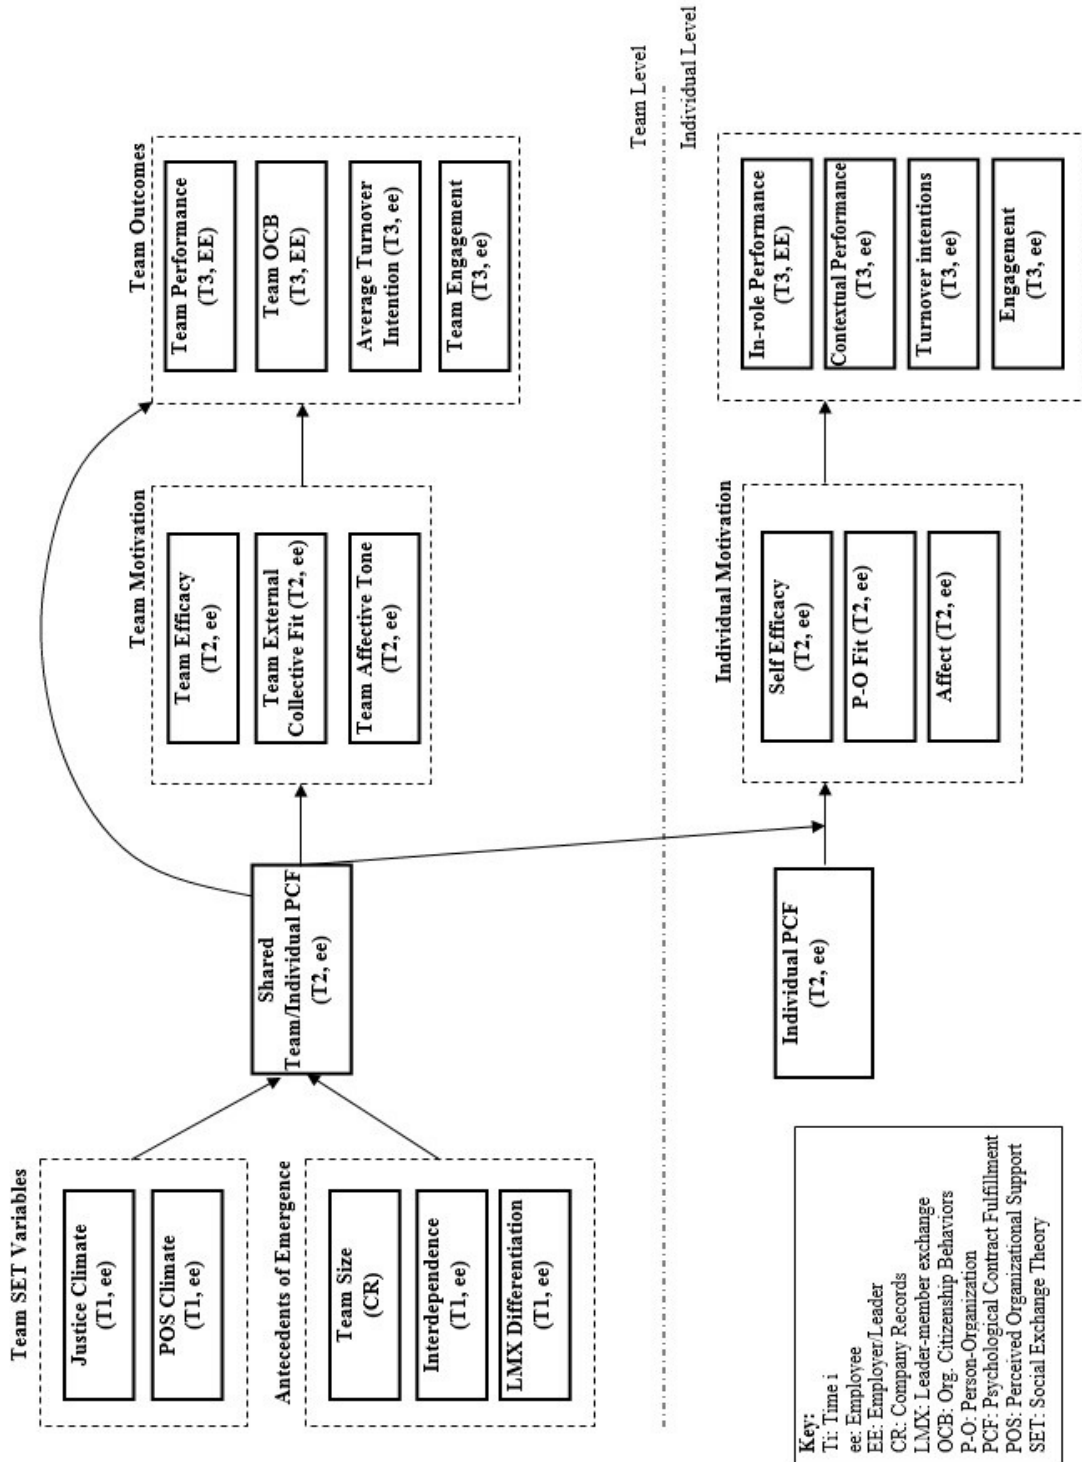 Team SET Variables
Justice Climate
(T1, ee)
POS Climate
(T1, ee)
Antecedents of Emergence
Team Size
(CR)
Interdependence
(T1, ee)
LMX Differentiation
(T1, ee)
Shared
Team/Individual PCF
(T2, ee)
Team Motivation
Team Efficacy
(T2, ee)
Team External
Collective Fit (T2, ee)
Team Affective Tone
(T2, ee)
Team Outcomes
Team Performance
(T3, EE)
Team OCB
(T3, EE)
Average Turnover
Intention (T3, ee)
Team Engagement
(T3, ee)
Team Level
Individual Level
Individual PCF
(T2, ee)
Individual Motivation
Self Efficacy
(T2, ee)
P-O Fit (T2, ee)
Affect (T2, ee)
In-role Performance
(T3, EE)
Contextual Performance
(T3, ee)
Turnover intentions
(T3, ee)
Engagement
(T3, ee)
Key:
Ti: Time i
ee: Employee
EE: Employer/Leader
CR: Company Records
LMX: Leader-member exchange
OCB: Org. Citizenship Behaviors
P-O: Person-Organization
PCF: Psychological Contract Fulfillment
POS: Perceived Organizational Support
SET: Social Exchange Theory